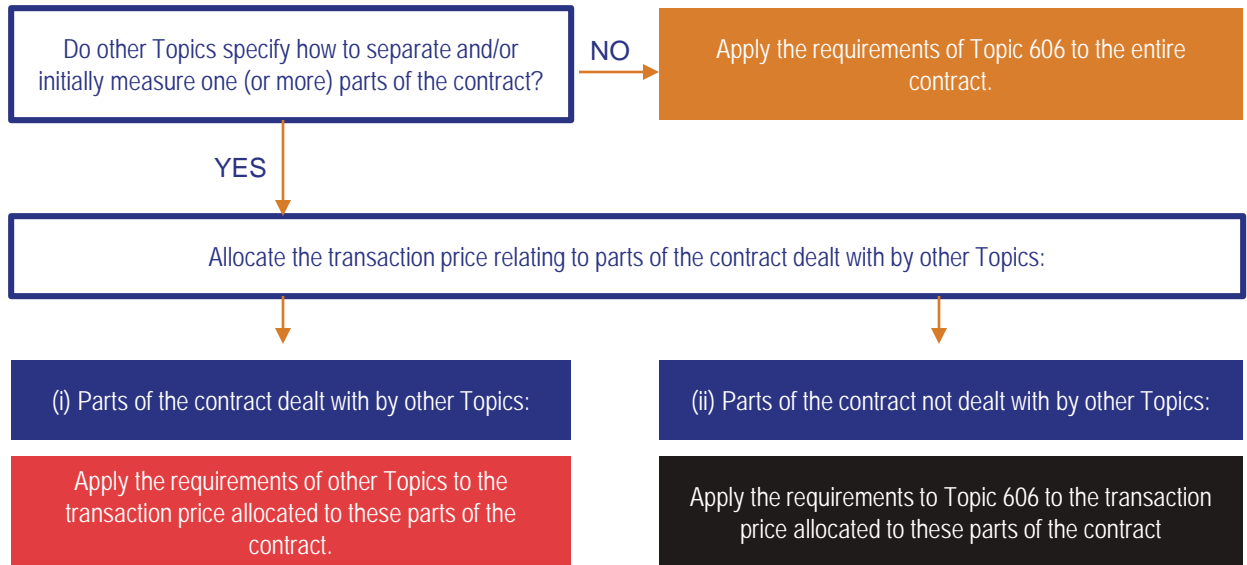 Do other Topics specify how to separate and/or
initially measure one (or more) parts of the contract?
NO
Apply the requirements of Topic 606 to the entire
contract.
YES
Allocate the transaction price relating to parts of the contract dealt with by other Topics:
(i) Parts of the contract dealt with by other Topics:
(ii) Parts of the contract not dealt with by other Topics:
Apply the requirements of other Topics to the
transaction price allocated to these parts of the
contract.
Apply the requirements to Topic 606 to the transaction
price allocated to these parts of the contract